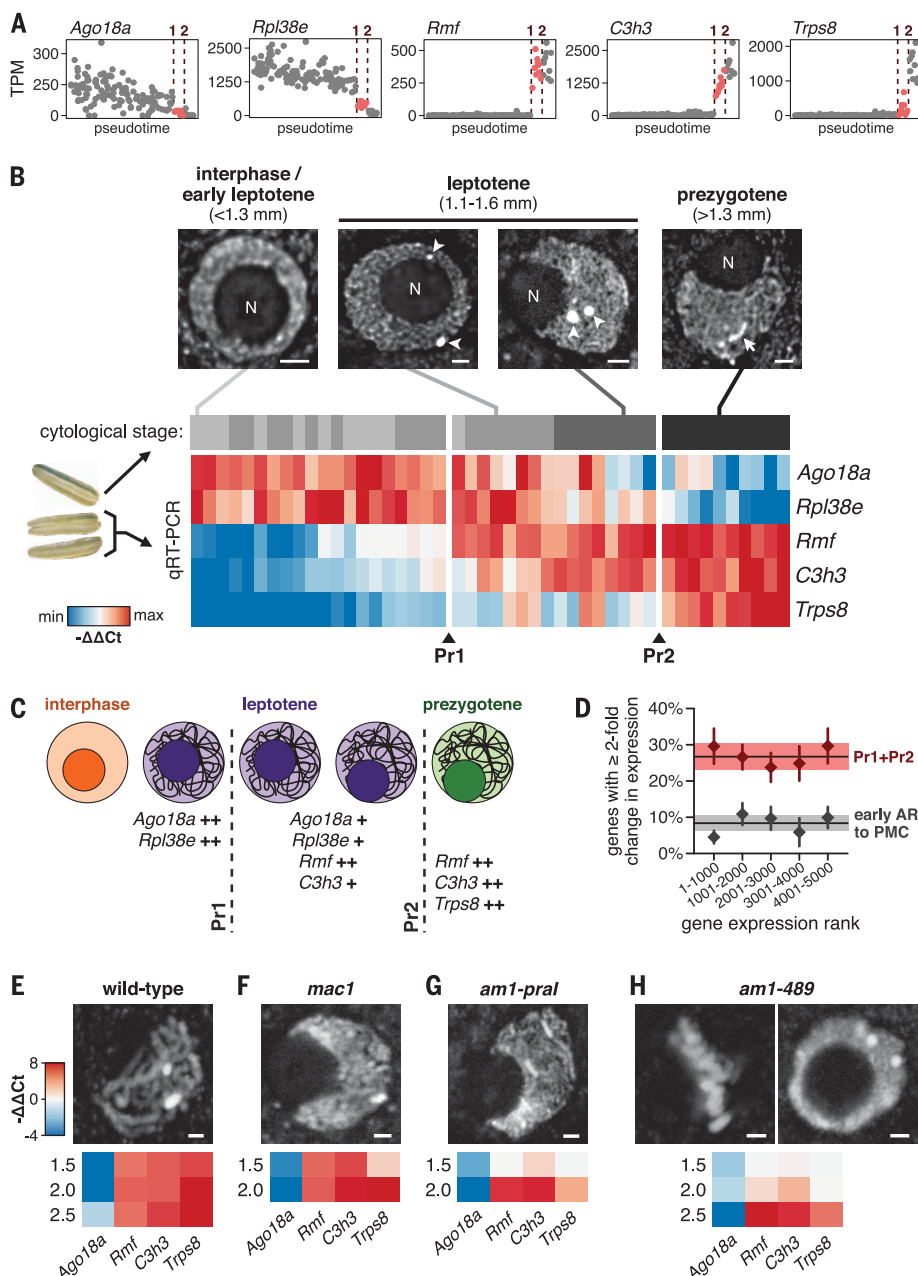 A
Ago18a
Rpl38e
Rmf
C3h3
Trps8
1 2
1 2
1 2
1 2
1 2
TPM
300
250
0
2500
1250
0
500
250
0
2500
1250
0
2000
1000
0
pseudotime
pseudotime
pseudotime
pseudotime
pseudotime
B
interphase /
early leptotene
(<1.3 mm)
leptotene
(1.1-1.6 mm)
prezygotene
(>1.3 mm)
N
N
N
N
cytological stage:
qRT-PCR
Ago18a
Rpl38e
Rmf
C3h3
Trps8
min
max
-ΔΔCt
Pr1
Pr2
C
interphase
leptotene
prezygotene
Ago18a ++
Rpl38e ++
Pr1
Ago18a +
Rpl38e +
Rmf ++
C3h3 +
Pr2
Rmf ++
C3h3 ++
Trps8 ++
D
genes with ≥ 2-fold
change in expression
40%
30%
20%
10%
0%
Pr1+Pr2
early AR
to PMC
1-1000
1001-2000
2001-3000
3001-4000
4001-5000
gene expression rank
E
wild-type
F
mac1
G
am1-praI
H
am1-489
-ΔΔCt
8
0
-4
1.5
2.0
2.5
Ago18a
Rmf
C3h3
Trps8
1.5
2.0
Ago18a
Rmf
C3h3
Trps8
1.5
2.0
Ago18a
Rmf
C3h3
Trps8
1.5
2.0
2.5
Ago18a
Rmf
C3h3
Trps8